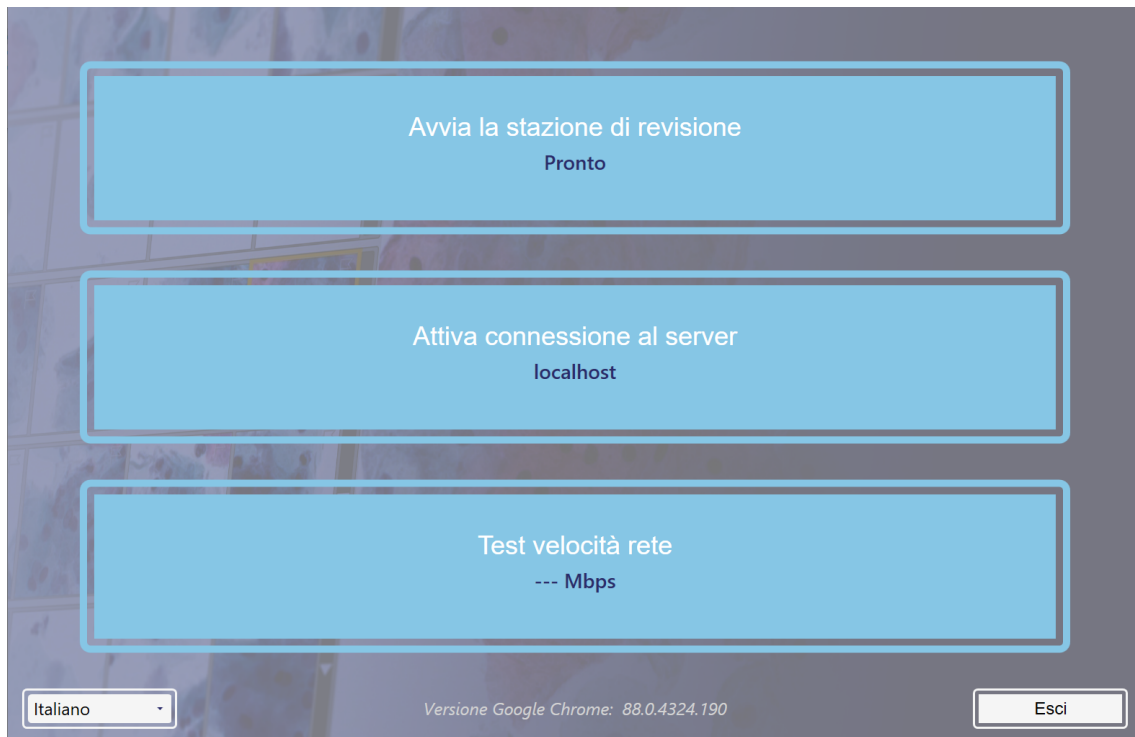 Avvia la stazione di revisione
Pronto
Attiva connessione al server
localhost
Test velocità rete
--- Mbps
Italiano
Versione Google Chrome: 88.0.4324.190
Esci